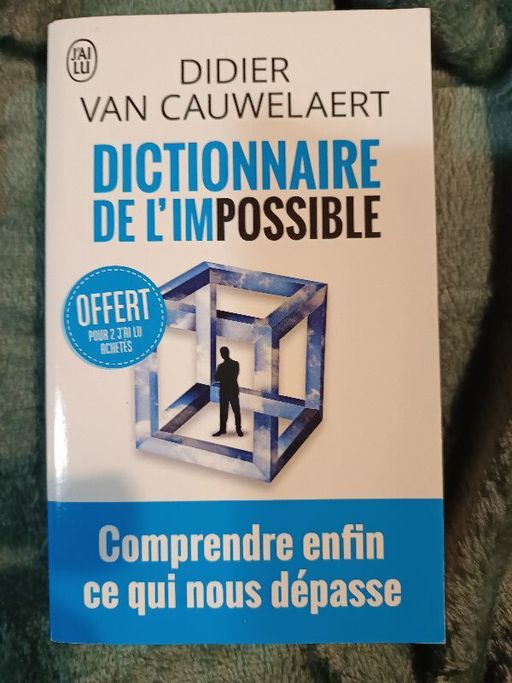 J'AI
LU
DIDIER
VAN CAUWELAERT
DICTIONNAIRE
DE L'IMPOSSIBLE
OFFERT
POUR 2 J'AI LU
ACHETÉS
Comprendre enfin
ce qui nous dépasse